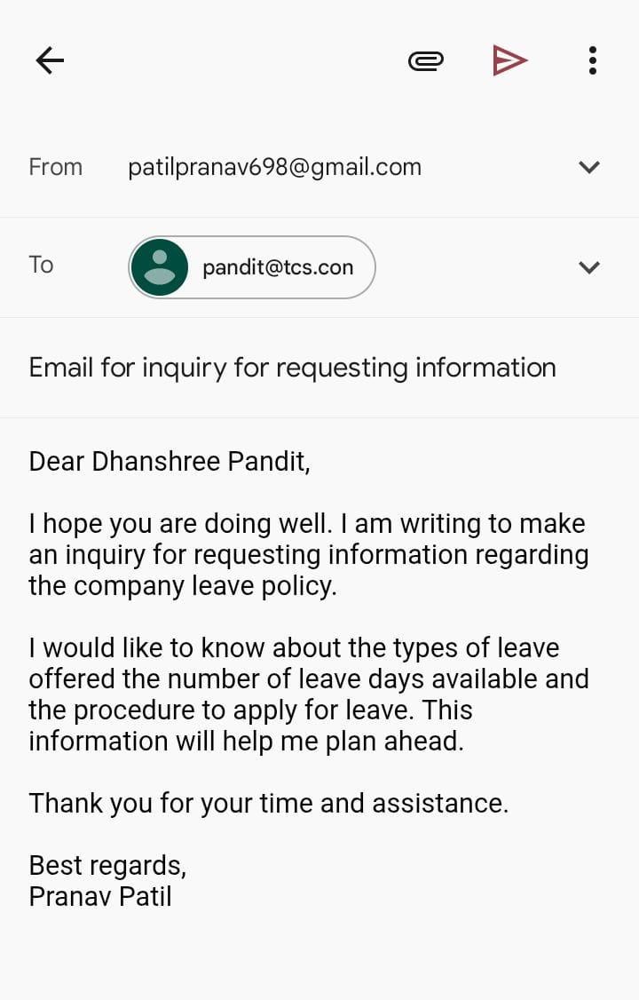 From patilpranav698@gmail.com
To pandit@tcs.con
Email for inquiry for requesting information
Dear Dhanshree Pandit,
I hope you are doing well. I am writing to make
an inquiry for requesting information regarding
the company leave policy.
I would like to know about the types of leave
offered the number of leave days available and
the procedure to apply for leave. This
information will help me plan ahead.
Thank you for your time and assistance.
Best regards,
Pranav Patil